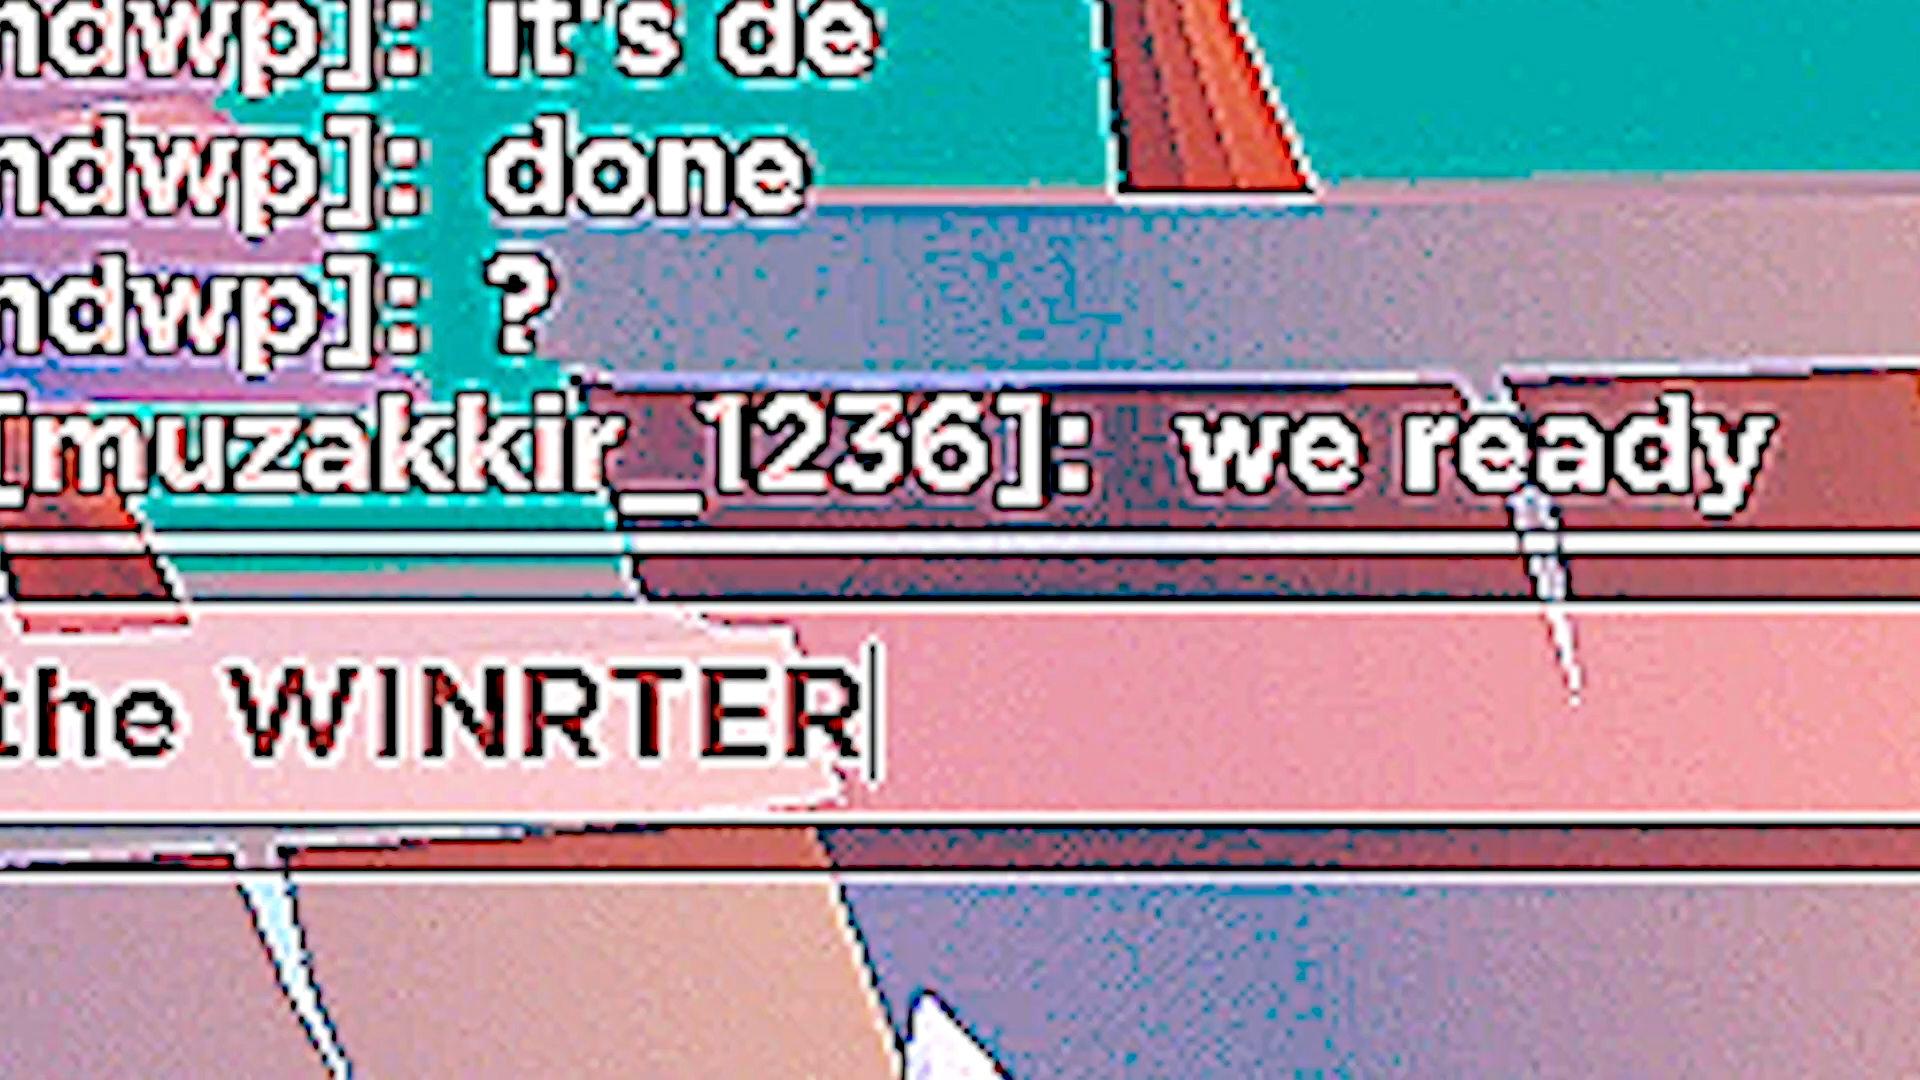 ndwp]: it's de
ndwp]: done
ndwp]: ?
[muzakkir_1236]: we ready
the WINRTER